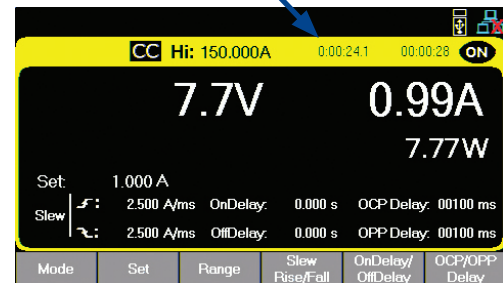 CC Hi: 150.000A 0:00:24.1 00:00:28 ON
7.7V 0.99A
7.77W
Set: 1.000 A
Slew
: 2.500 A/ms OnDelay: 0.000 s OCP Delay: 00100 ms
: 2.500 A/ms OffDelay: 0.000 s OPP Delay: 00100 ms
Mode Set Range Slew Rise/Fall OnDelay/ OffDelay OCP/OPP Delay